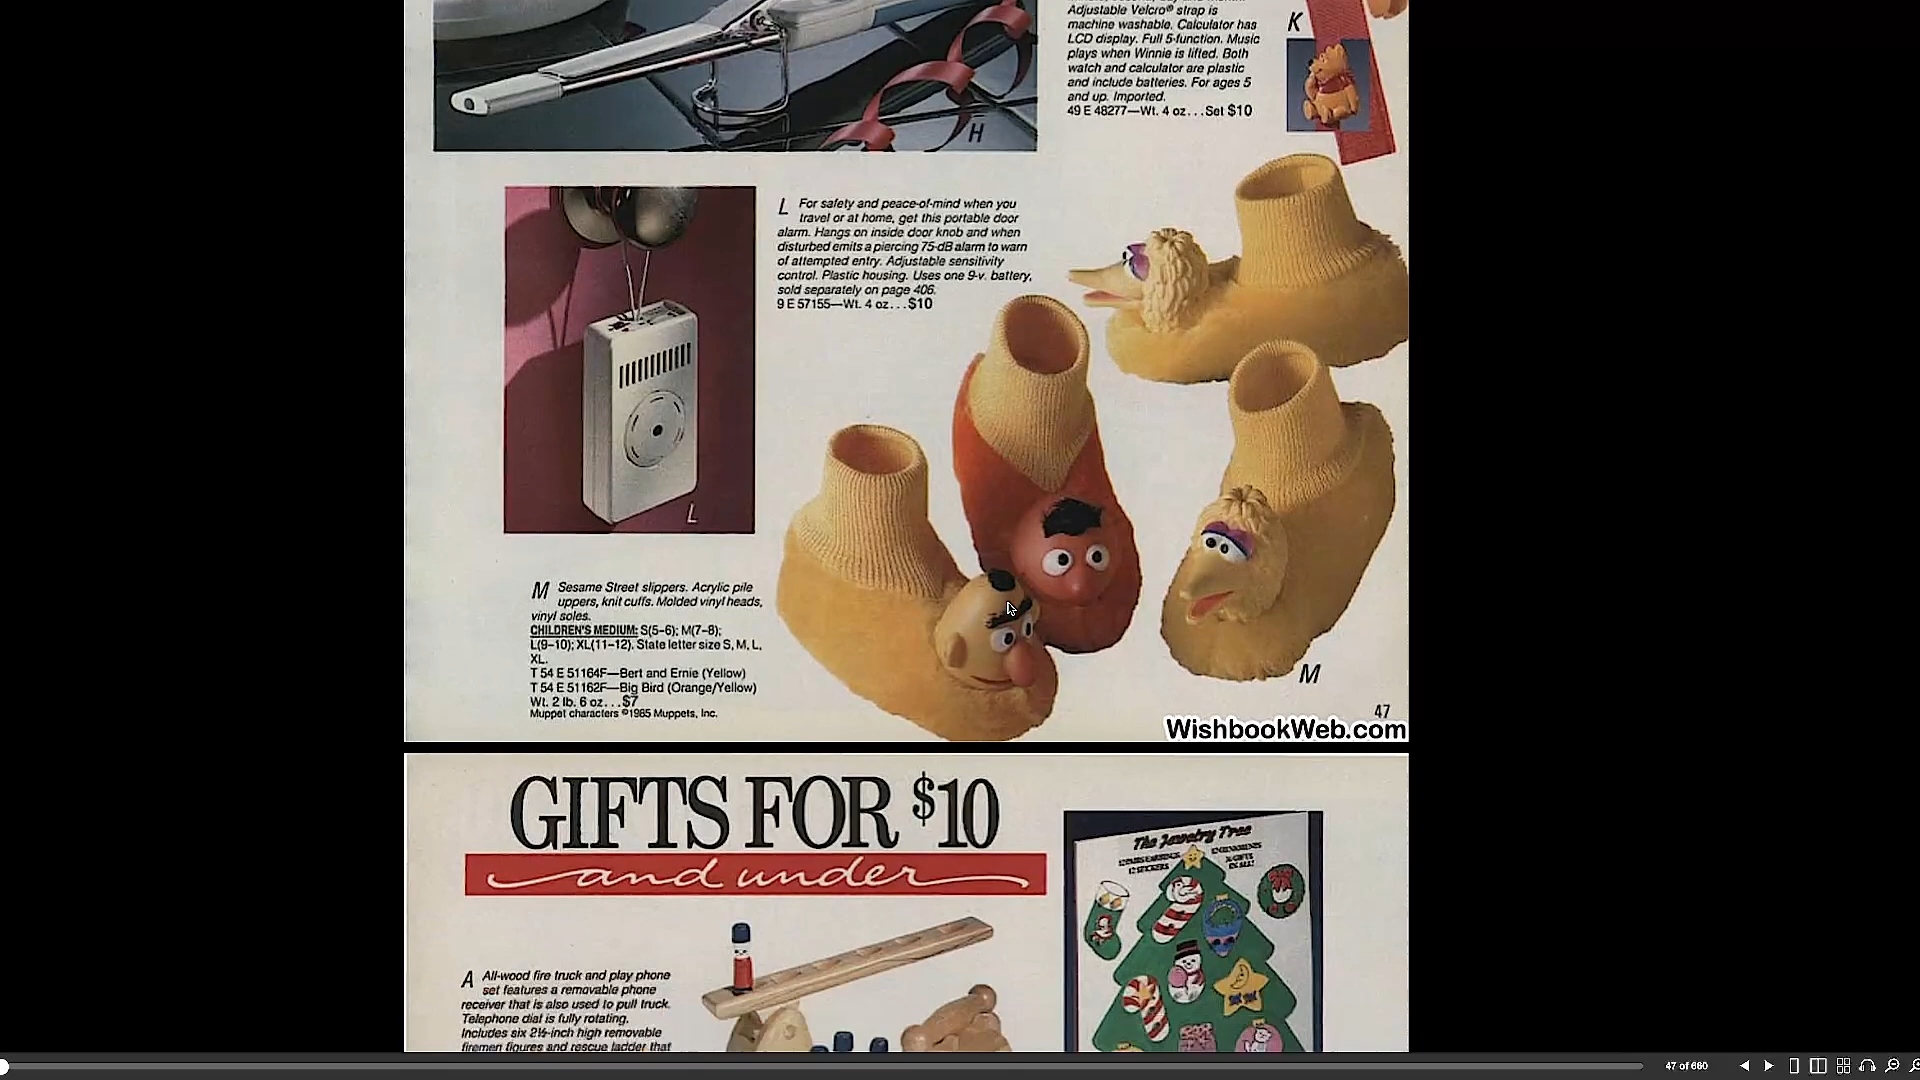 Adjustable Velcro® strap is
machine washable. Calculator has
LCD display. Full 5-function. Music
plays when Winnie is lifted. Both
watch and calculator are plastic
and include batteries. For ages 5
and up. Imported.
49 E 48277—Wt. 4 oz...Set $10
K
H
L For safety and peace-of-mind when you
travel or at home, get this portable door
alarm. Hangs on inside door knob and when
disturbed emits a piercing 75-dB alarm to warn
of attempted entry. Adjustable sensitivity
control. Plastic housing. Uses one 9-v. battery,
sold separately on page 406.
9 E 57155—Wt. 4 oz...$10
L
M Sesame Street slippers. Acrylic pile
uppers, knit cuffs. Molded vinyl heads,
vinyl soles.
CHILDREN'S MEDIUM: S(5-6); M(7-8);
L(9-10); XL(11-12). State letter size S, M, L,
XL.
T 54 E 51164F—Bert and Ernie (Yellow)
T 54 E 51162F—Big Bird (Orange/Yellow)
Wt. 2 lb. 6 oz...$7
Muppet characters ©1985 Muppets, Inc.
M
47
WishbookWeb.com
GIFTS FOR $10
and under
The Jewelry Tree
12 STICKERS
IN ALL!
A All-wood fire truck and play phone
set features a removable phone
receiver that is also used to pull truck.
Telephone dial is fully rotating.
Includes six 2½-inch high removable
firemen figures and rescue ladder that
47 of 660